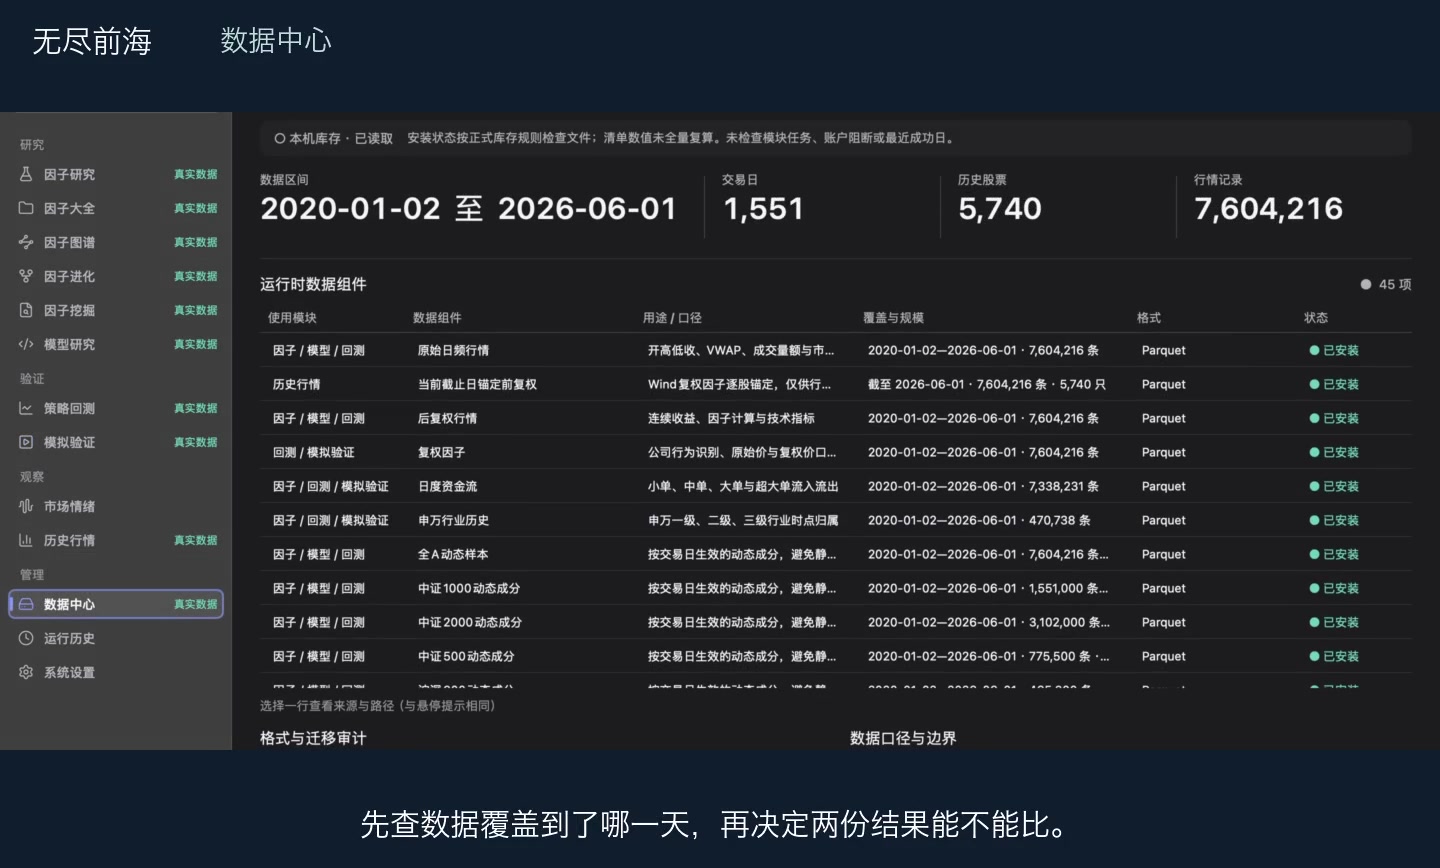 无尽前海 数据中心
研究
因子研究 真实数据
因子大全 真实数据
因子图谱 真实数据
因子进化 真实数据
因子挖掘 真实数据
模型研究 真实数据
验证
策略回测 真实数据
模拟验证 真实数据
观察
市场情绪
历史行情 真实数据
管理
数据中心 真实数据
运行历史
系统设置
本机库存 · 已读取 安装状态按正式库存规则检查文件；清单数值未全量复算。未检查模块任务、账户阻断或最近成功日。
数据区间 交易日 历史股票 行情记录
2020-01-02 至 2026-06-01 1,551 5,740 7,604,216
运行时数据组件 45 项
使用模块 数据组件 用途 / 口径 覆盖与规模 格式 状态
因子 / 模型 / 回测 原始日频行情 开高低收、VWAP、成交量额与市... 2020-01-02—2026-06-01 · 7,604,216 条 Parquet 已安装
历史行情 当前截止日锚定前复权 Wind复权因子逐股锚定，仅供行... 截至 2026-06-01 · 7,604,216 条 · 5,740 只 Parquet 已安装
因子 / 模型 / 回测 后复权行情 连续收益、因子计算与技术指标 2020-01-02—2026-06-01 · 7,604,216 条 Parquet 已安装
回测 / 模拟验证 复权因子 公司行为识别、原始价与复权价口... 2020-01-02—2026-06-01 · 7,604,216 条 Parquet 已安装
因子 / 回测 / 模拟验证 日度资金流 小单、中单、大单与超大单流入流出 2020-01-02—2026-06-01 · 7,338,231 条 Parquet 已安装
因子 / 回测 / 模拟验证 申万行业历史 申万一级、二级、三级行业时点归属 2020-01-02—2026-06-01 · 470,738 条 Parquet 已安装
因子 / 模型 / 回测 全A动态样本 按交易日生效的动态成分，避免静... 2020-01-02—2026-06-01 · 7,604,216 条... Parquet 已安装
因子 / 模型 / 回测 中证1000动态成分 按交易日生效的动态成分，避免静... 2020-01-02—2026-06-01 · 1,551,000 条... Parquet 已安装
因子 / 模型 / 回测 中证2000动态成分 按交易日生效的动态成分，避免静... 2020-01-02—2026-06-01 · 3,102,000 条... Parquet 已安装
因子 / 模型 / 回测 中证500动态成分 按交易日生效的动态成分，避免静... 2020-01-02—2026-06-01 · 775,500 条 ·... Parquet 已安装
选择一行查看来源与路径（与悬停提示相同）
格式与迁移审计 数据口径与边界
先查数据覆盖到了哪一天，再决定两份结果能不能比。